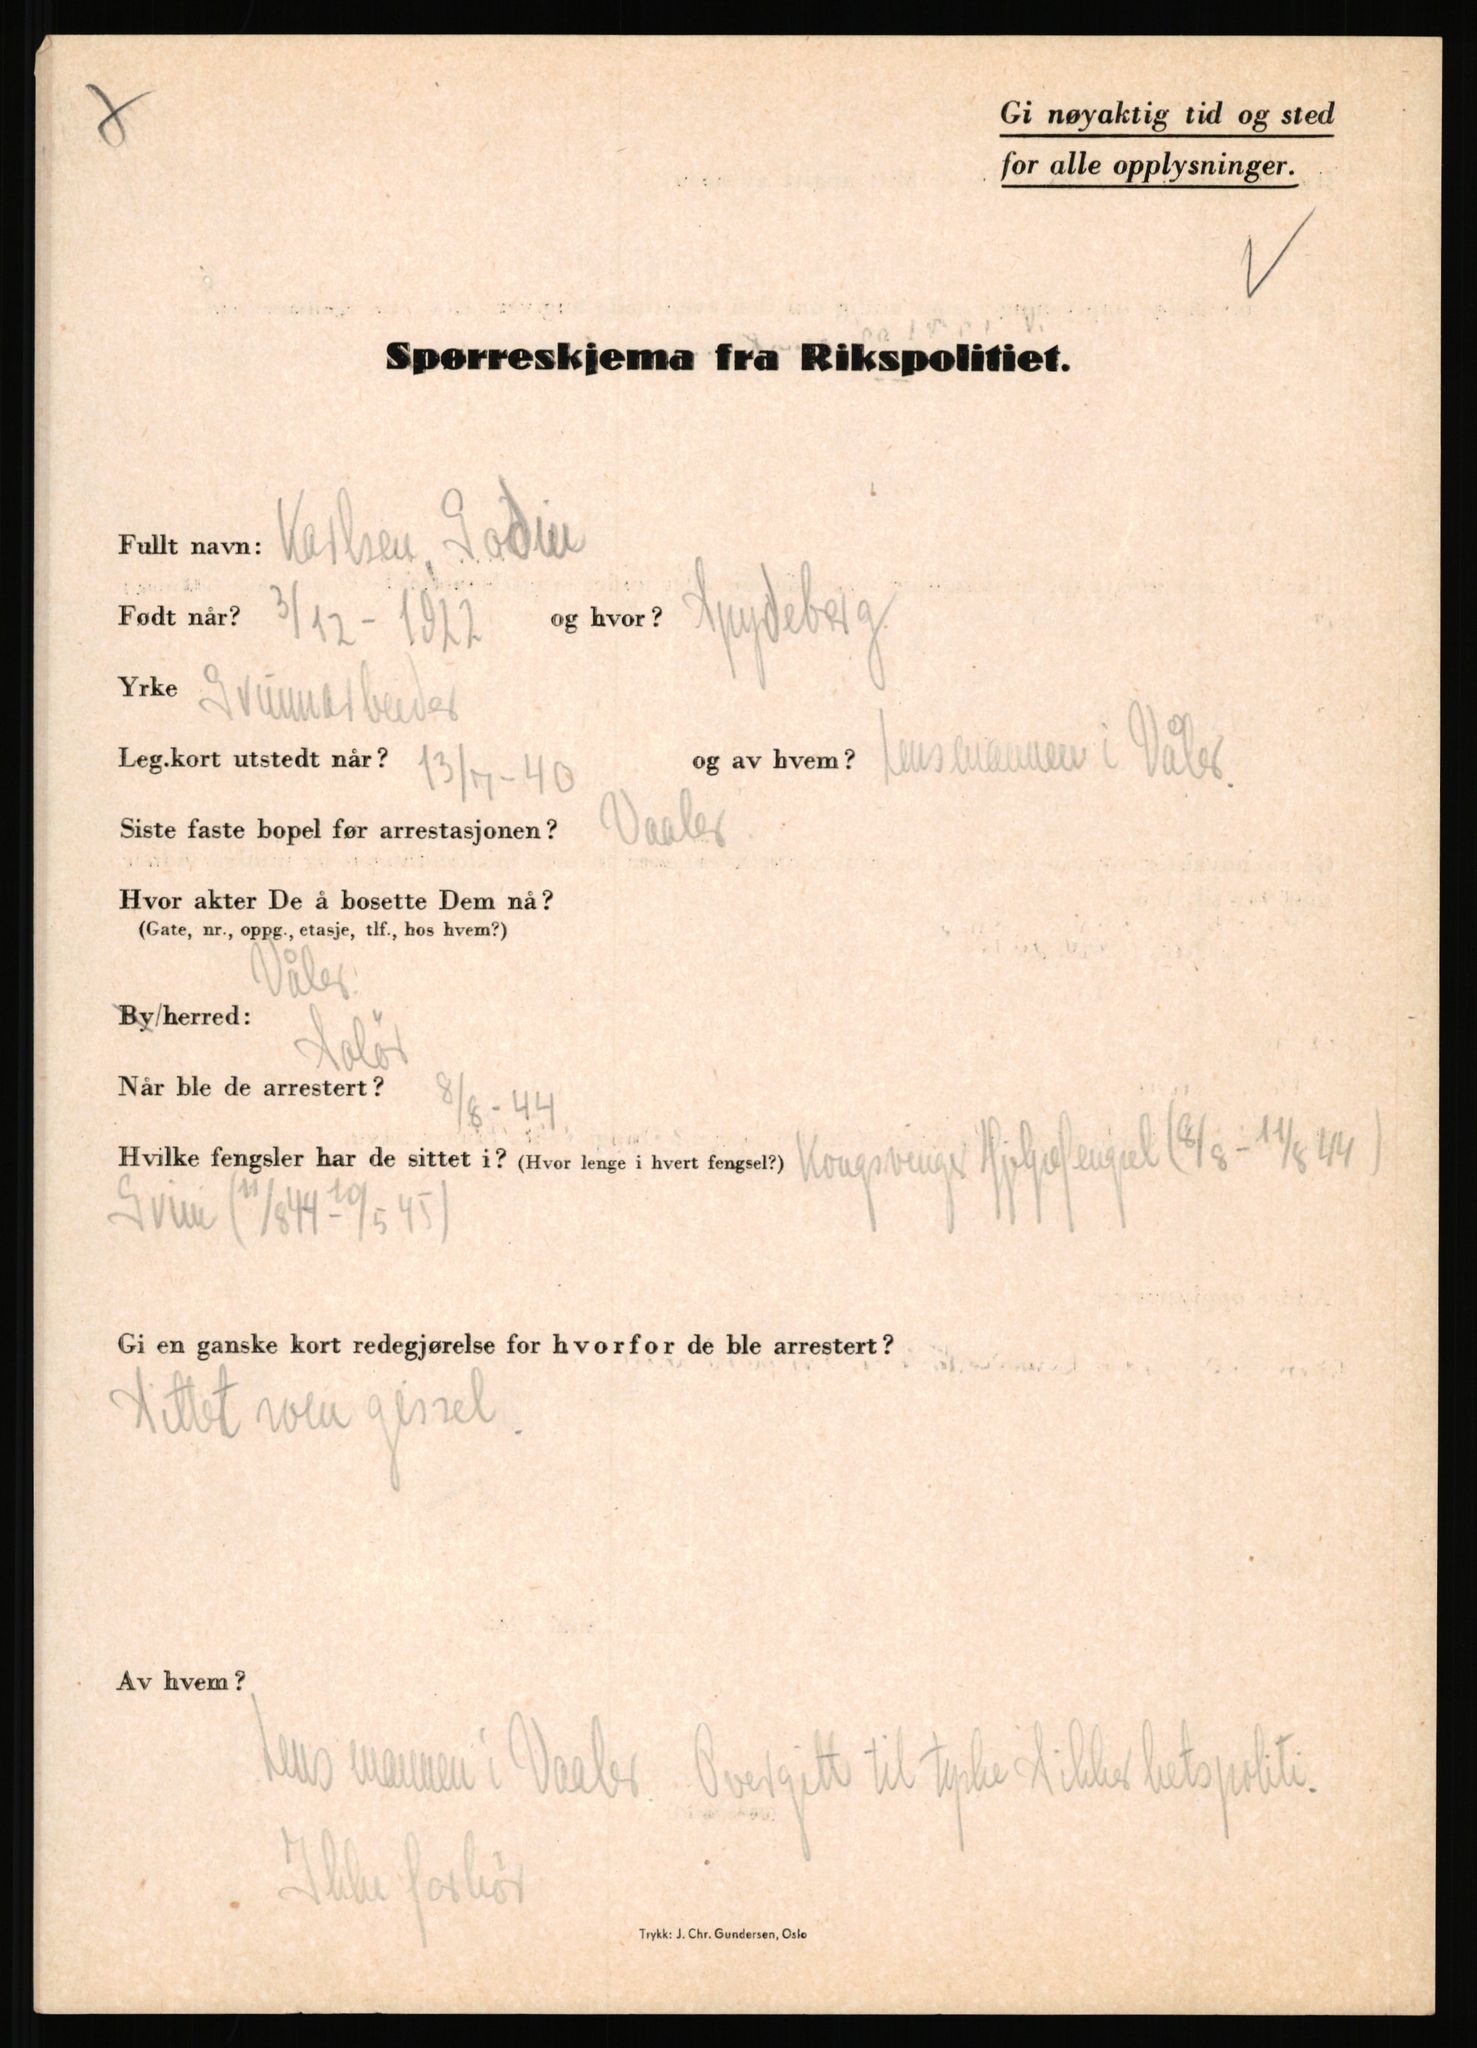 Gi nøyaktig tid og sted
for alle opplysninger.
Spørreskjema fra Rikspolitiet.
Fullt navn: Karlsen, Godin
Født når? 3/12 - 1922 og hvor? Spydeberg
Yrke Grunnarbeider
Leg.kort utstedt når? 13/ - 40 og av hvem? Lensmannen i Våler.
Siste faste bopel før arrestasjonen? Vaaler
Hvor akter De å bosette Dem nå?
(Gate, nr., oppg., etasje, tlf., hos hvem?)
Våler
By/herred: Solør
Når ble de arrestert? 8/8 - 44.
Hvilke fengsler har de sittet i? (Hvor lenge i hvert fengsel?) Kongsvinger Hjelpefengsel (8/8 - 11/8 44)
Grini (11/8 44 - 10/5 45)
Gi en ganske kort redegjørelse for hvorfor de ble arrestert?
Sittet som gissel.
Av hvem?
Lensmannen i Vaaler. Overgitt til tyske Sikkerhetspoliti.
Ikke forhör
Trykk: J. Chr. Gundersen, Oslo